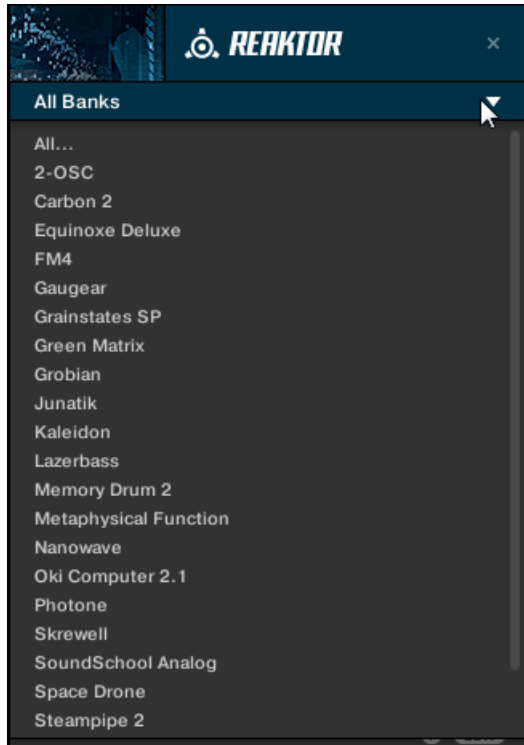 REAKTOR
All Banks
All...
2-OSC
Carbon 2
Equinoxe Deluxe
FM4
Gaugear
Grainstates SP
Green Matrix
Grobian
Junatik
Kaleidon
Lazerbass
Memory Drum 2
Metaphysical Function
Nanowave
Oki Computer 2.1
Photone
Skrewell
SoundSchool Analog
Space Drone
Steampipe 2